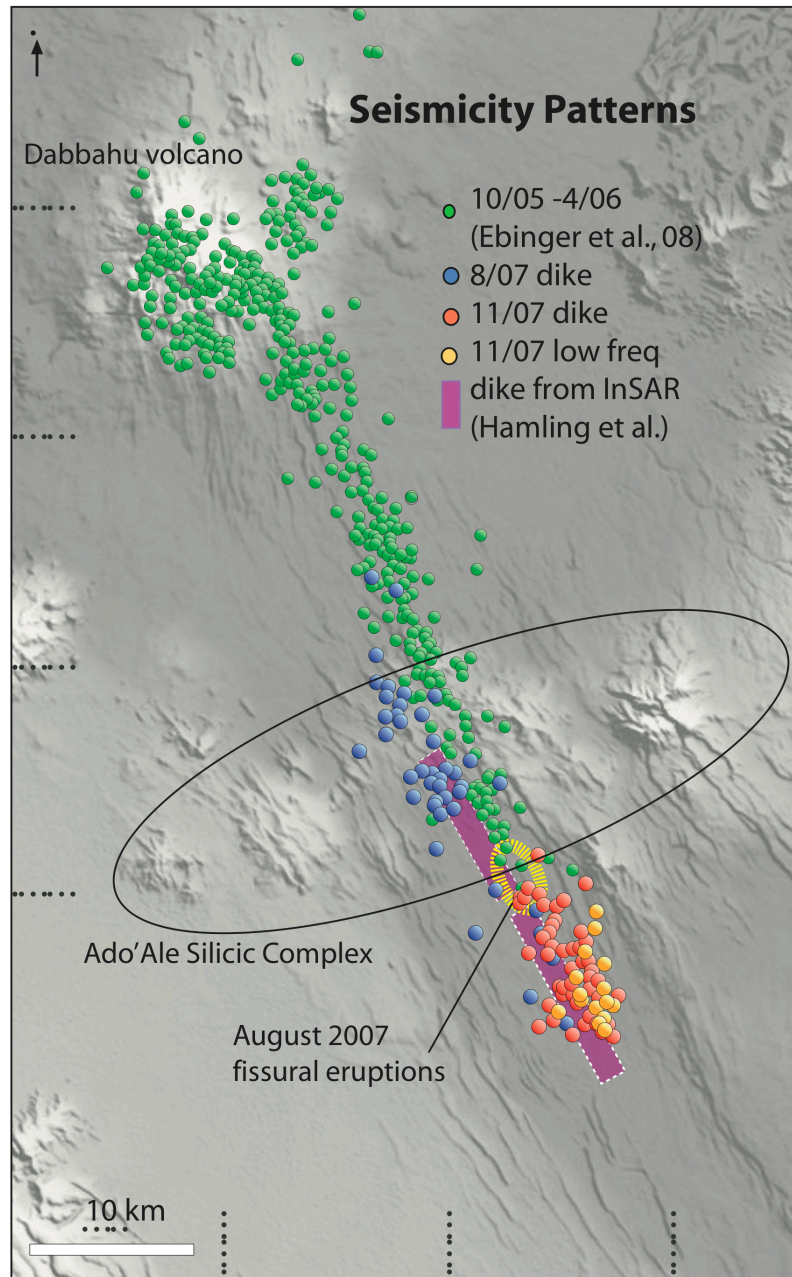 Seismicity Patterns
Dabbahu volcano
10/05 -4/06
(Ebinger et al., 08)
8/07 dike
11/07 dike
11/07 low freq
dike from InSAR
(Hamling et al.)
Ado'Ale Silicic Complex
August 2007
fissural eruptions
10 km